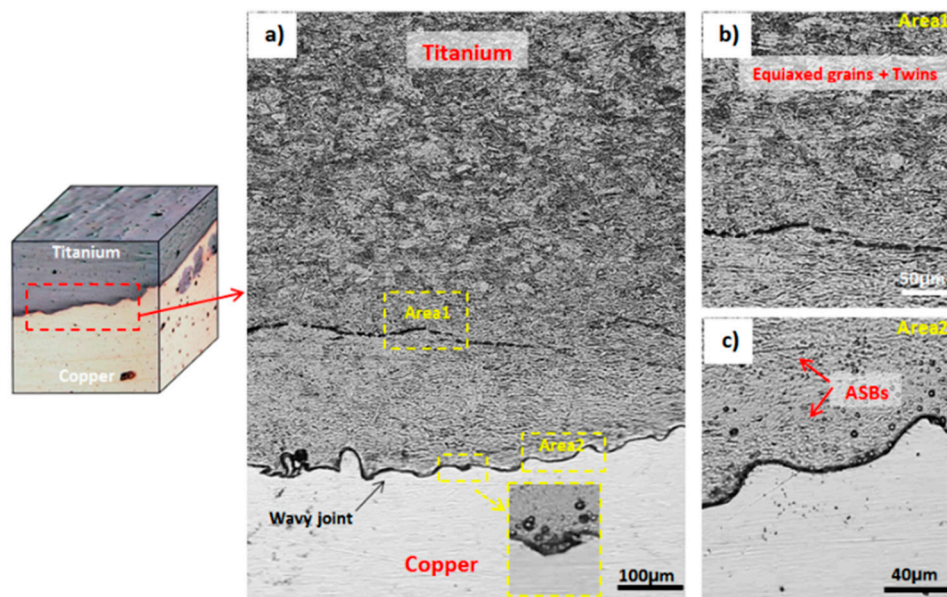 Titanium
Copper
a)
Titanium
Area1
Area2
Wavy joint
Copper
100µm
b)
Area1
Equiaxed grains + Twins
50µm
c)
Area2
ASBs
40µm